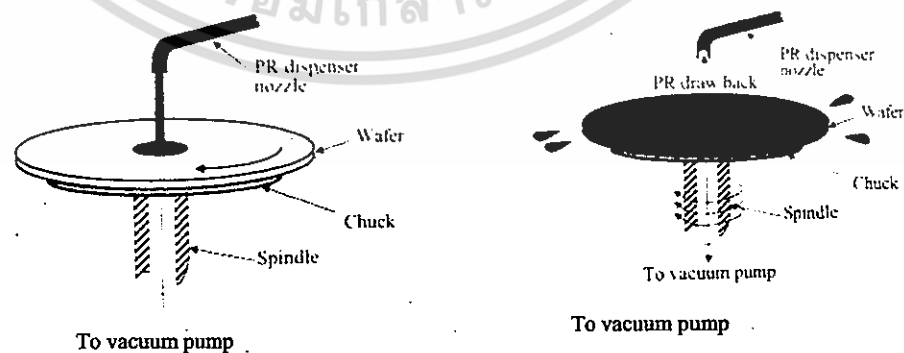 PR dispenser
nozzle
Wafer
Chuck
Spindle
To vacuum pump
PR dispenser
nozzle
PR draw back
Wafer
Chuck
Spindle
To vacuum pump
To vacuum pump